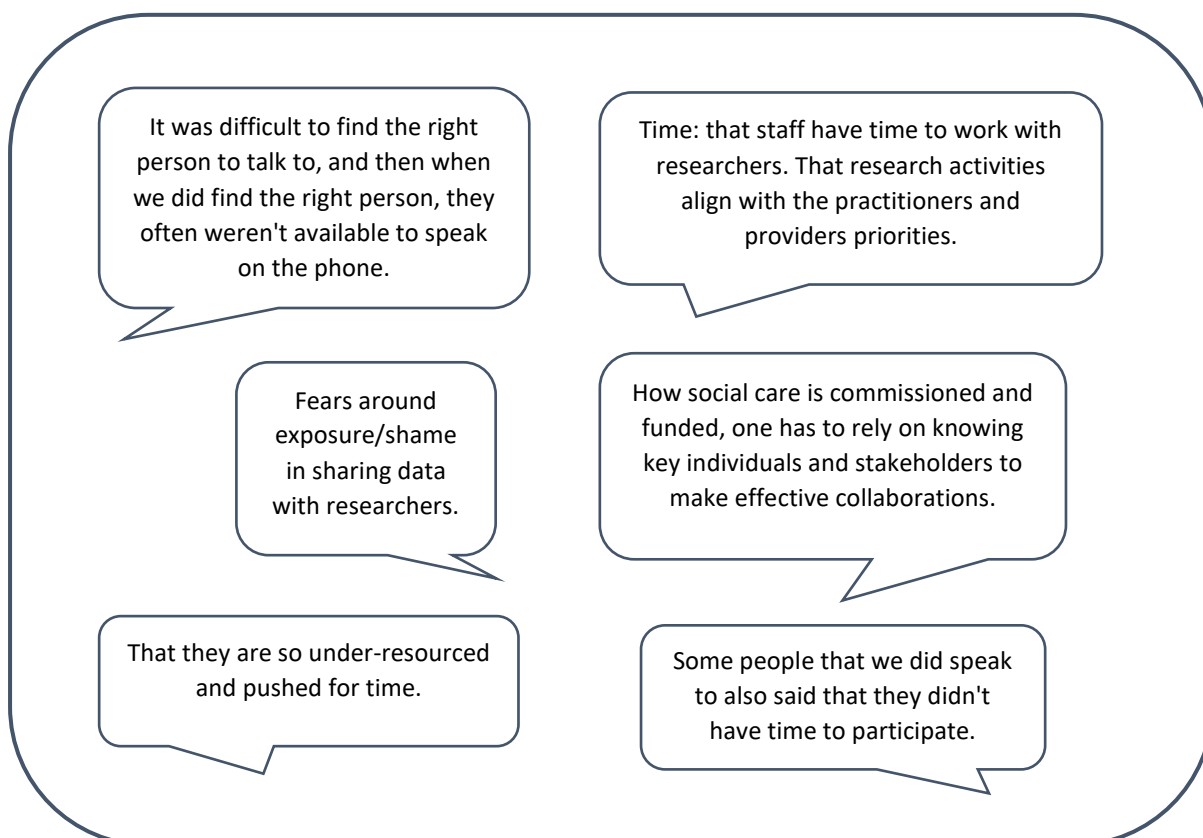 It was difficult to find the right
person to talk to, and then when
we did find the right person, they
often weren't available to speak
on the phone.
Time: that staff have time to work with
researchers. That research activities
align with the practitioners and
providers priorities.
Fears around
exposure/shame
in sharing data
with researchers.
How social care is commissioned and
funded, one has to rely on knowing
key individuals and stakeholders to
make effective collaborations.
That they are so under-resourced
and pushed for time.
Some people that we did speak
to also said that they didn't
have time to participate.